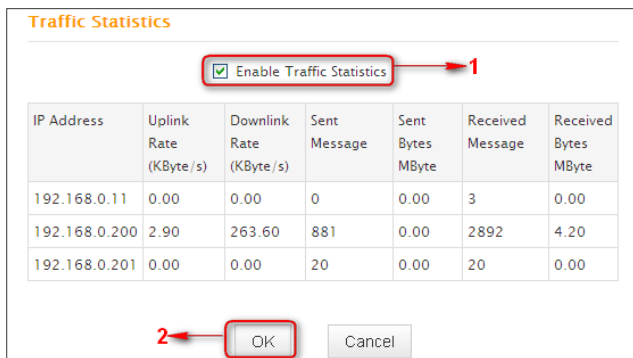 Traffic Statistics
Enable Traffic Statistics 1
IP Address Uplink Rate (KByte/s) Downlink Rate (KByte/s) Sent Message Sent Bytes MByte Received Message Received Bytes MByte
192.168.0.11 0.00 0.00 0 0.00 3 0.00
192.168.0.200 2.90 263.60 881 0.00 2892 4.20
192.168.0.201 0.00 0.00 20 0.00 20 0.00
2 OK Cancel